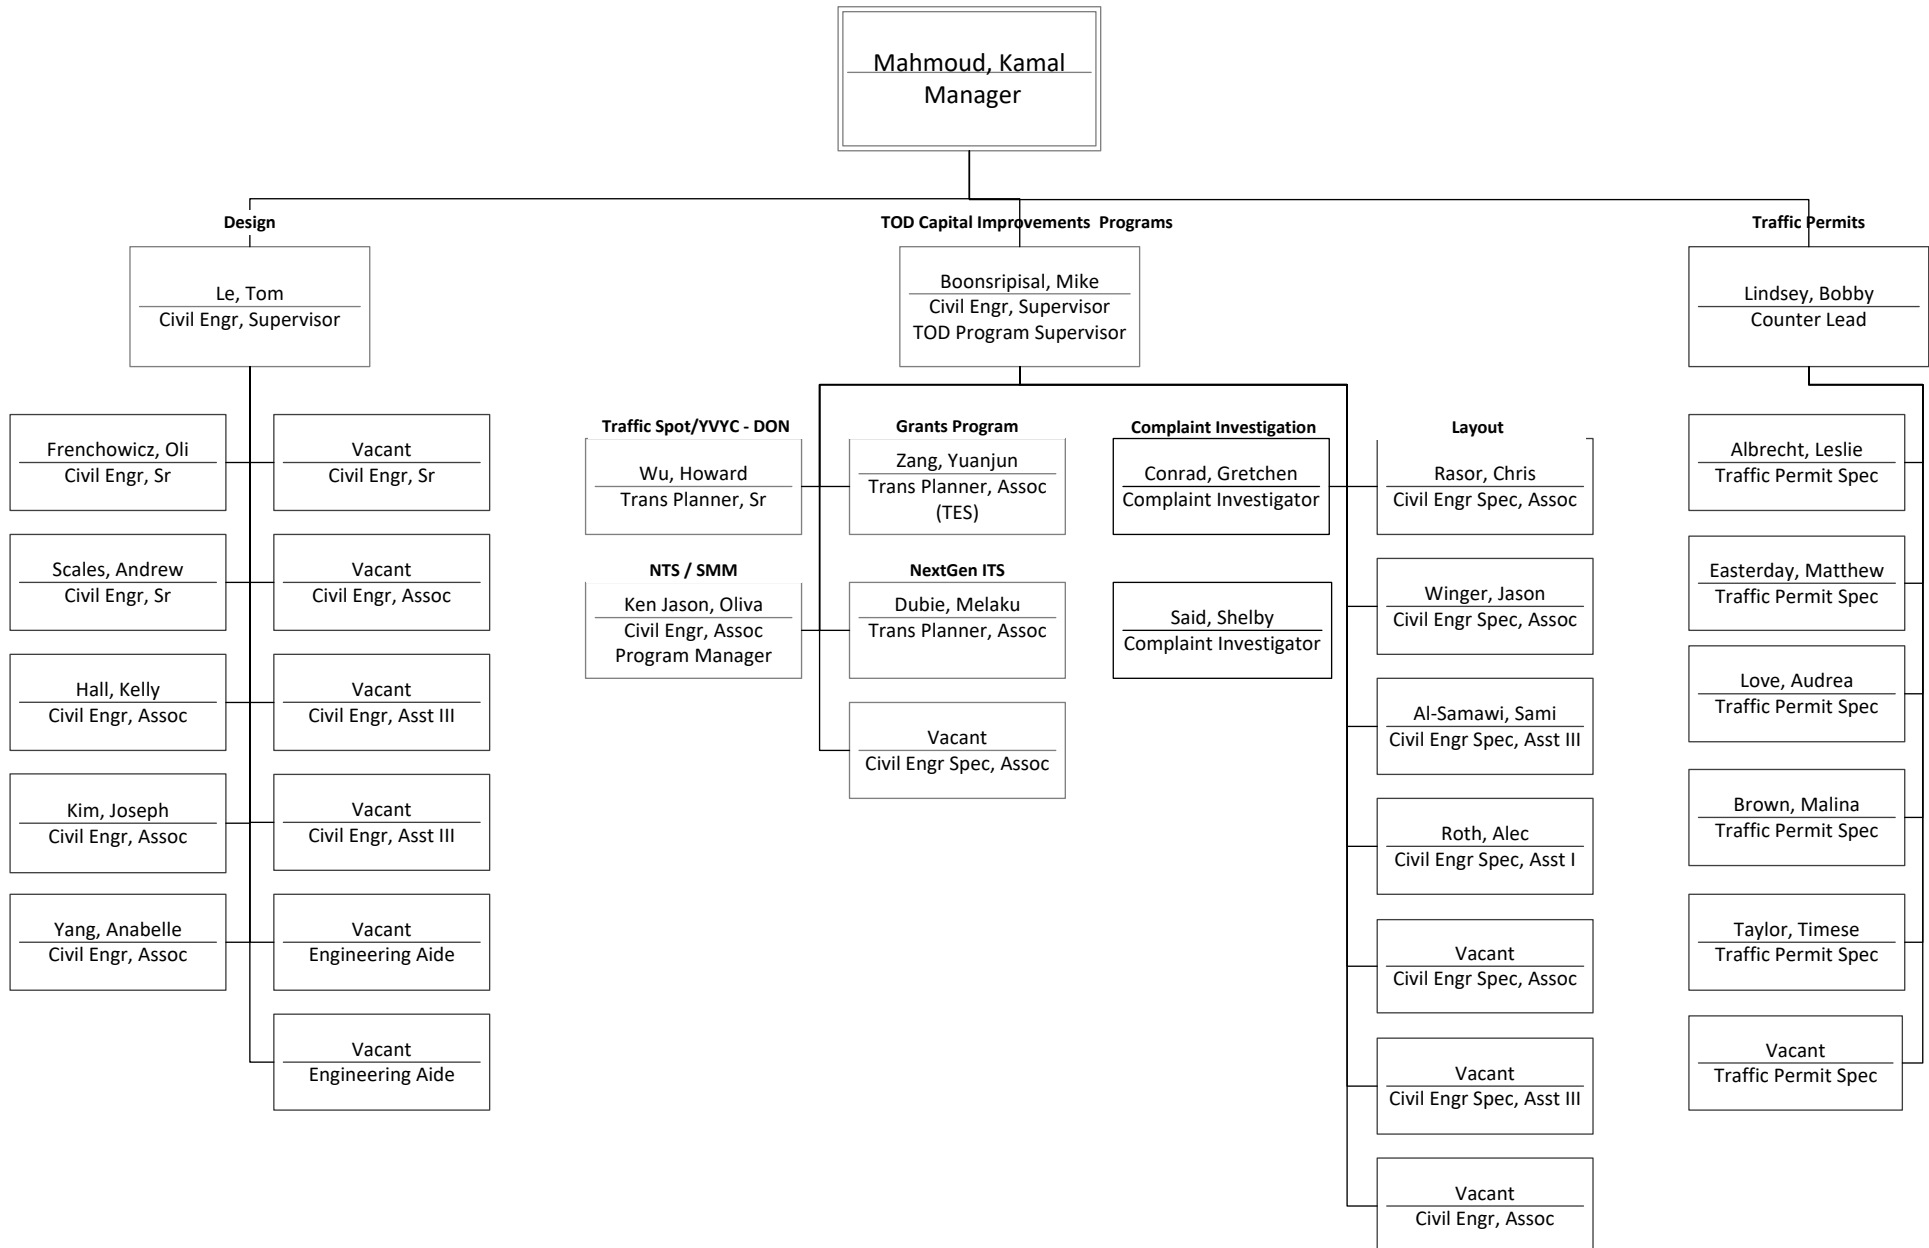 Mahmoud, Kamal
Manager
Design
Le, Tom
Civil Engr, Supervisor
Frenchowicz, Oli
Civil Engr, Sr
Vacant
Civil Engr, Sr
Scales, Andrew
Civil Engr, Sr
Vacant
Civil Engr, Assoc
Hall, Kelly
Civil Engr, Assoc
Vacant
Civil Engr, Asst III
Kim, Joseph
Civil Engr, Assoc
Vacant
Civil Engr, Asst III
Yang, Anabelle
Civil Engr, Assoc
Vacant
Engineering Aide
Vacant
Engineering Aide
TOD Capital Improvements Programs
Boonsripisal, Mike
Civil Engr, Supervisor
TOD Program Supervisor
Traffic Spot/YVYC - DON
Wu, Howard
Trans Planner, Sr
Grants Program
Zang, Yuanjun
Trans Planner, Assoc
(TES)
NTS / SMM
Ken Jason, Oliva
Civil Engr, Assoc
Program Manager
NextGen ITS
Dubie, Melaku
Trans Planner, Assoc
Vacant
Civil Engr Spec, Assoc
Complaint Investigation
Conrad, Gretchen
Complaint Investigator
Said, Shelby
Complaint Investigator
Layout
Rasor, Chris
Civil Engr Spec, Assoc
Winger, Jason
Civil Engr Spec, Assoc
Al-Samawi, Sami
Civil Engr Spec, Asst III
Roth, Alec
Civil Engr Spec, Asst I
Vacant
Civil Engr Spec, Assoc
Vacant
Civil Engr Spec, Asst III
Vacant
Civil Engr, Assoc
Traffic Permits
Lindsey, Bobby
Counter Lead
Albrecht, Leslie
Traffic Permit Spec
Easterday, Matthew
Traffic Permit Spec
Love, Audrea
Traffic Permit Spec
Brown, Malina
Traffic Permit Spec
Taylor, Timese
Traffic Permit Spec
Vacant
Traffic Permit Spec